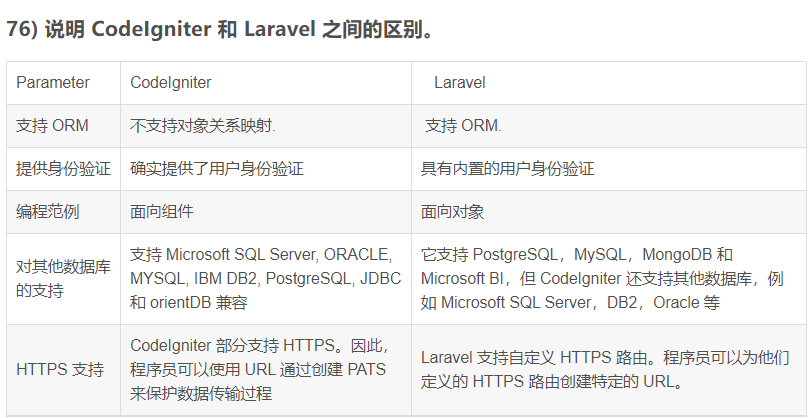 76) 说明 CodeIgniter 和 Laravel 之间的区别。
Parameter CodeIgniter Laravel
支持 ORM 不支持对象关系映射. 支持 ORM.
提供身份验证 确实提供了用户身份验证 具有内置的用户身份验证
编程范例 面向组件 面向对象
对其他数据库
的支持
支持 Microsoft SQL Server, ORACLE,
MYSQL, IBM DB2, PostgreSQL, JDBC
和 orientDB 兼容
它支持 PostgreSQL，MySQL，MongoDB 和
Microsoft BI，但 CodeIgniter 还支持其他数据库，例
如 Microsoft SQL Server，DB2，Oracle 等
HTTPS 支持
CodeIgniter 部分支持 HTTPS。因此，
程序员可以使用 URL 通过创建 PATS
来保护数据传输过程
Laravel 支持自定义 HTTPS 路由。程序员可以为他们
定义的 HTTPS 路由创建特定的 URL。